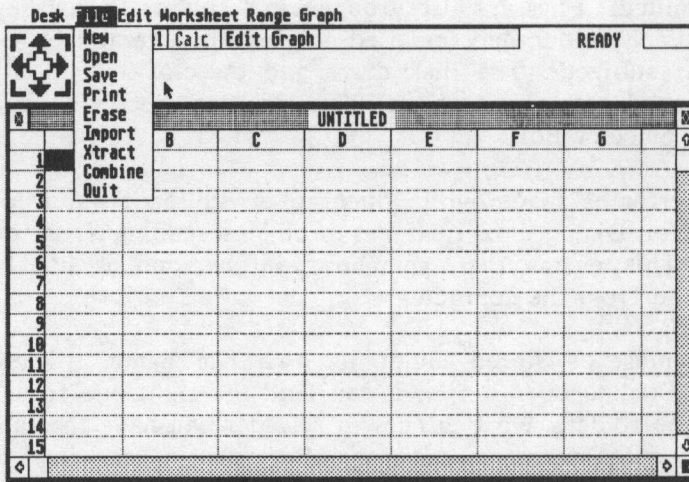 Desk File Edit Worksheet Range Graph
New
l Calc Edit Graph
READY
Open
Save
Print
Erase
Import
Xtract
Combine
Quit
UNTITLED
B C D E F G
1
2
3
4
5
6
7
8
9
10
11
12
13
14
15